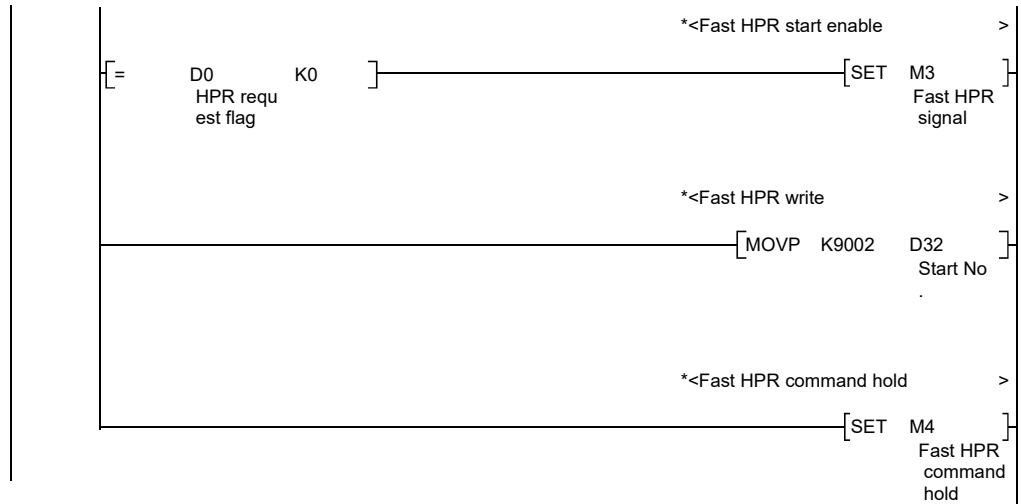 *<Fast HPR start enable >
= D0 K0 SET M3
HPR requ
est flag
Fast HPR
signal
*<Fast HPR write >
MOVP K9002 D32
Start No
.
*<Fast HPR command hold >
SET M4
Fast HPR
command
hold